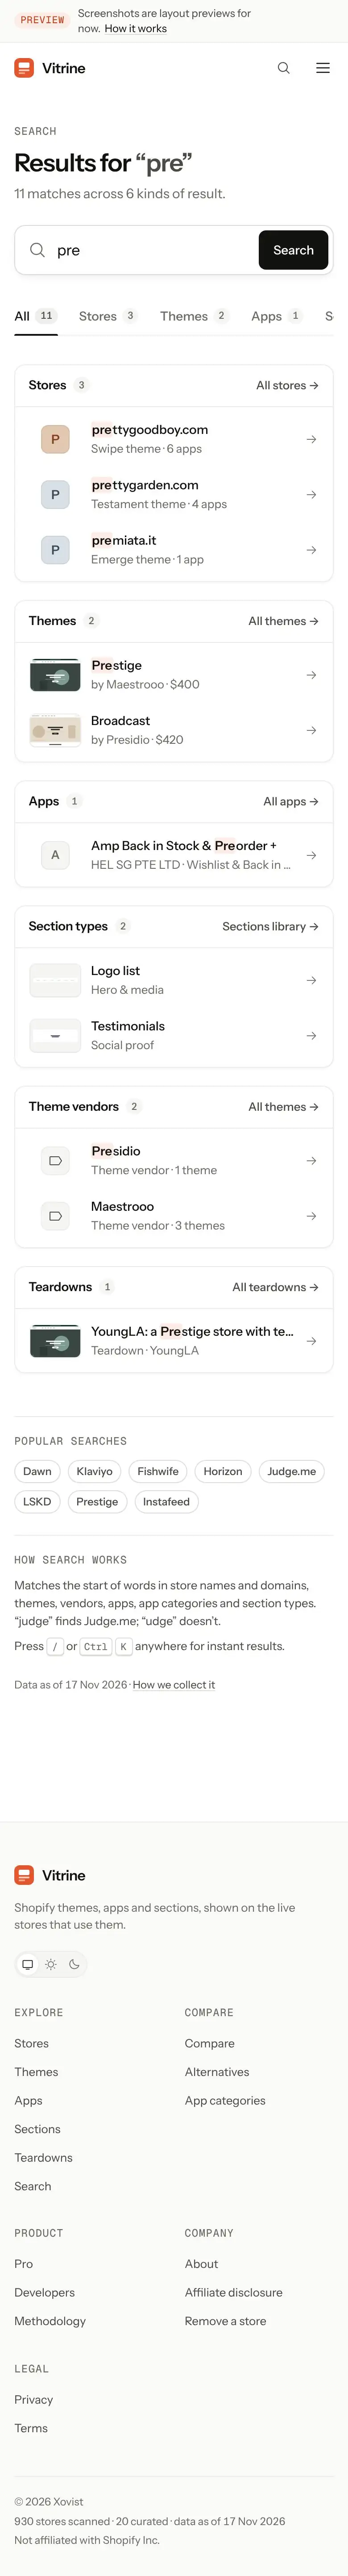 PREVIEW
Screenshots are layout previews for
now. How it works
Vitrine
SEARCH
Results for “pre”
11 matches across 6 kinds of result.
pre
Search
All 11 Stores 3 Themes 2 Apps 1 S
Stores 3 All stores →
P
prettygoodboy.com
Swipe theme · 6 apps
→
P
prettygarden.com
Testament theme · 4 apps
→
P
premiata.it
Emerge theme · 1 app
→
Themes 2 All themes →
Prestige
by Maestrooo · $400
→
Broadcast
by Presidio · $420
→
Apps 1 All apps →
A
Amp Back in Stock & Preorder +
HEL SG PTE LTD · Wishlist & Back in ...
→
Section types 2 Sections library →
Logo list
Hero & media
→
Testimonials
Social proof
→
Theme vendors 2 All themes →
Presidio
Theme vendor · 1 theme
→
Maestrooo
Theme vendor · 3 themes
→
Teardowns 1 All teardowns →
YoungLA: a Prestige store with te...
Teardown · YoungLA
→
POPULAR SEARCHES
Dawn Klaviyo Fishwife Horizon Judge.me
LSKD Prestige Instafeed
HOW SEARCH WORKS
Matches the start of words in store names and domains,
themes, vendors, apps, app categories and section types.
“judge” finds Judge.me; “udge” doesn’t.
Press / or Ctrl K anywhere for instant results.
Data as of 17 Nov 2026 · How we collect it
Vitrine
Shopify themes, apps and sections, shown on the live
stores that use them.
EXPLORE
Stores
Themes
Apps
Sections
Teardowns
Search
COMPARE
Compare
Alternatives
App categories
PRODUCT
Pro
Developers
Methodology
COMPANY
About
Affiliate disclosure
Remove a store
LEGAL
Privacy
Terms
© 2026 Xovist
930 stores scanned · 20 curated · data as of 17 Nov 2026
Not affiliated with Shopify Inc.